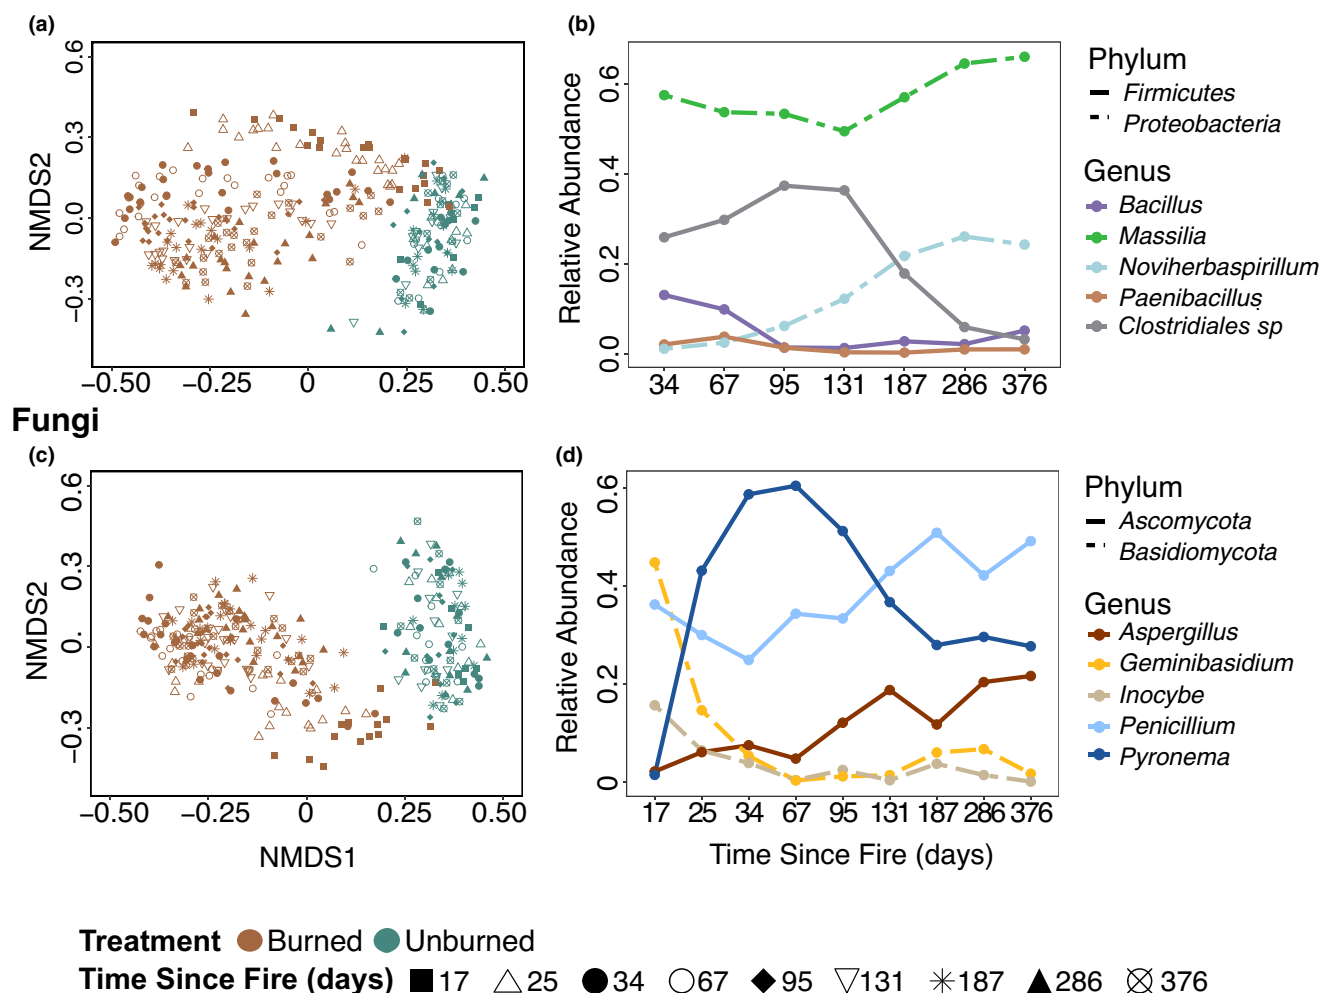 (a)
NMDS2
0.6
0.3
0.0
−0.3
−0.50 −0.25 0 0.25 0.50
(b)
Relative Abundance
0.6
0.4
0.2
0.0
34 67 95 131 187 286 376
Phylum
Firmicutes
Proteobacteria
Genus
Bacillus
Massilia
Noviherbaspirillum
Paenibacillus
Clostridiales sp
Fungi
(c)
NMDS2
0.6
0.3
0.
−0.3
−0.50 −0.25 0 0.25 0.50
NMDS1
(d)
Relative Abundance
0.6
0.4
0.2
0
17 25 34 67 95 131 187 286 376
Time Since Fire (days)
Phylum
Ascomycota
Basidiomycota
Genus
Aspergillus
Geminibasidium
Inocybe
Penicillium
Pyronema
Treatment Burned Unburned
Time Since Fire (days) 17 25 34 67 95 131 187 286 376